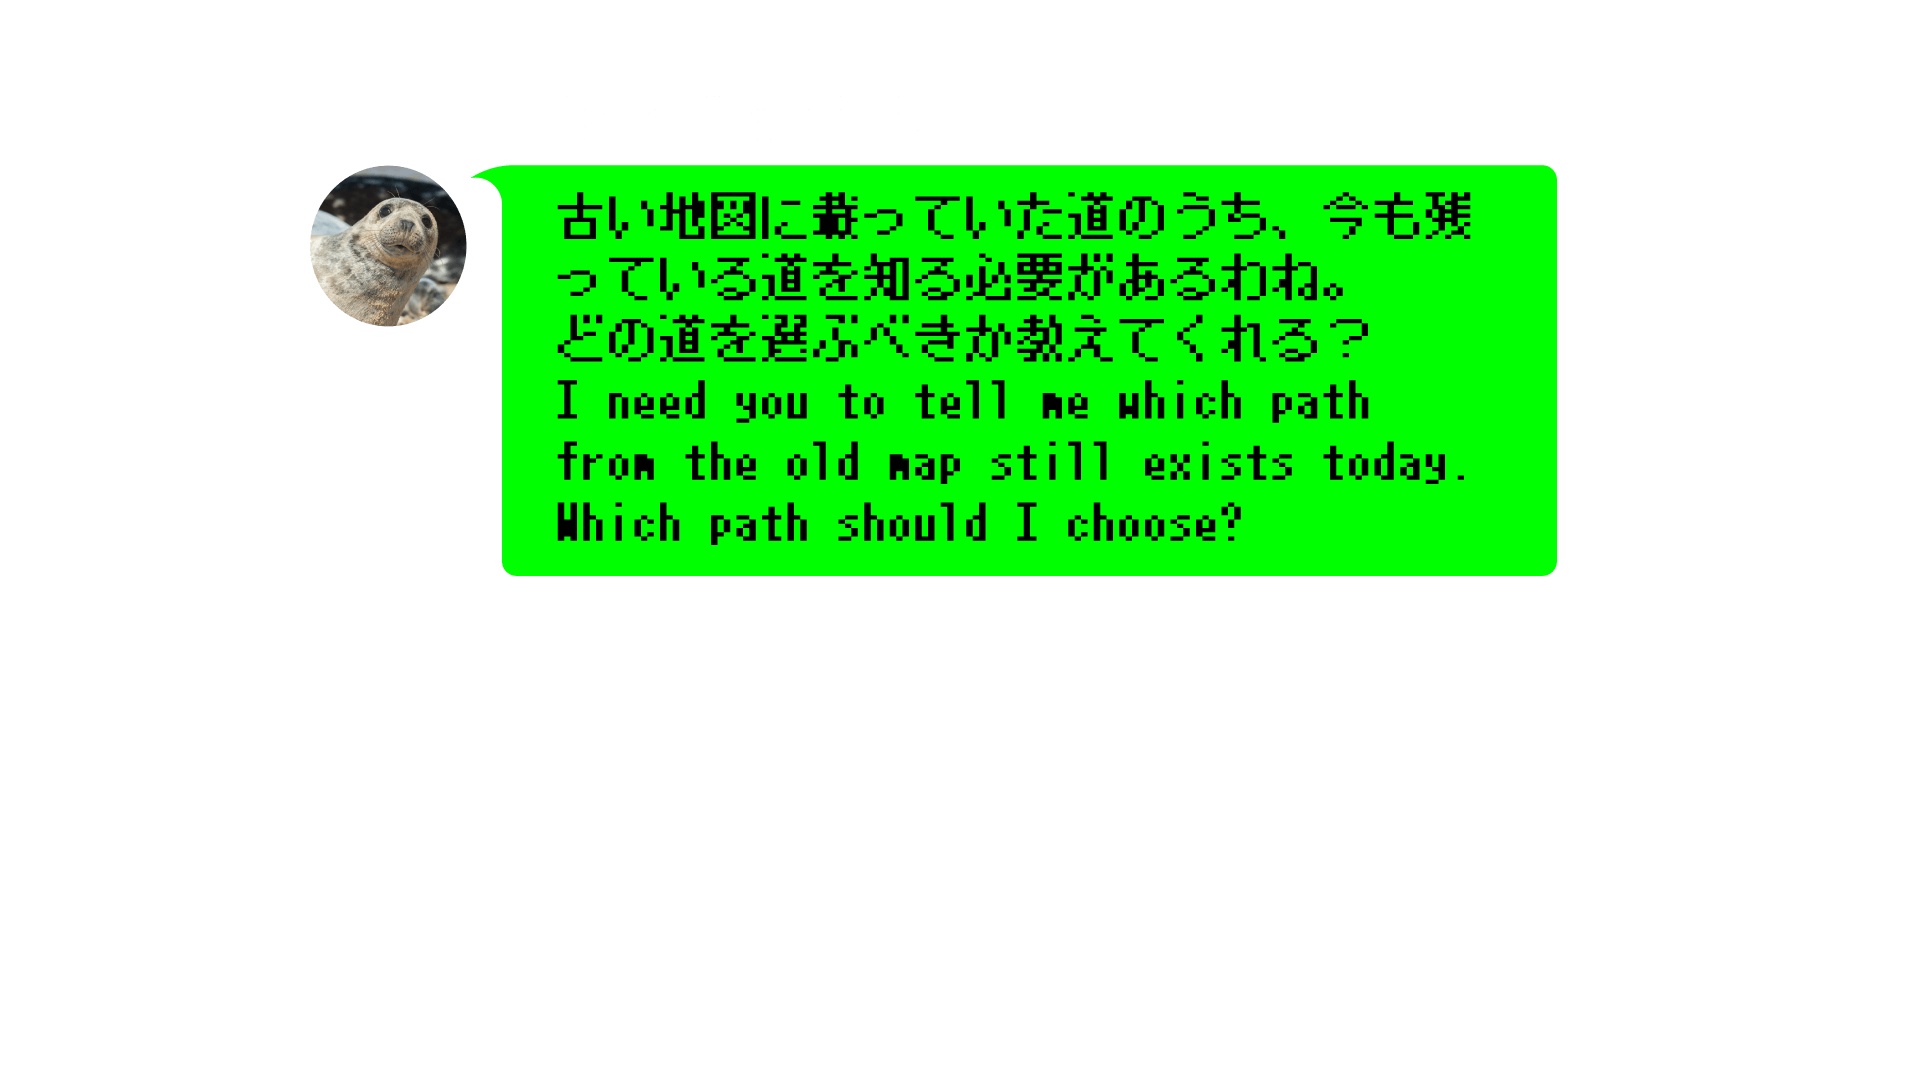 古い地図に載っていた道のうち、今も残
っている道を知る必要があるわね。
どの道を選ぶべきか教えてくれる？
I need you to tell me which path
from the old map still exists today.
Which path should I choose?